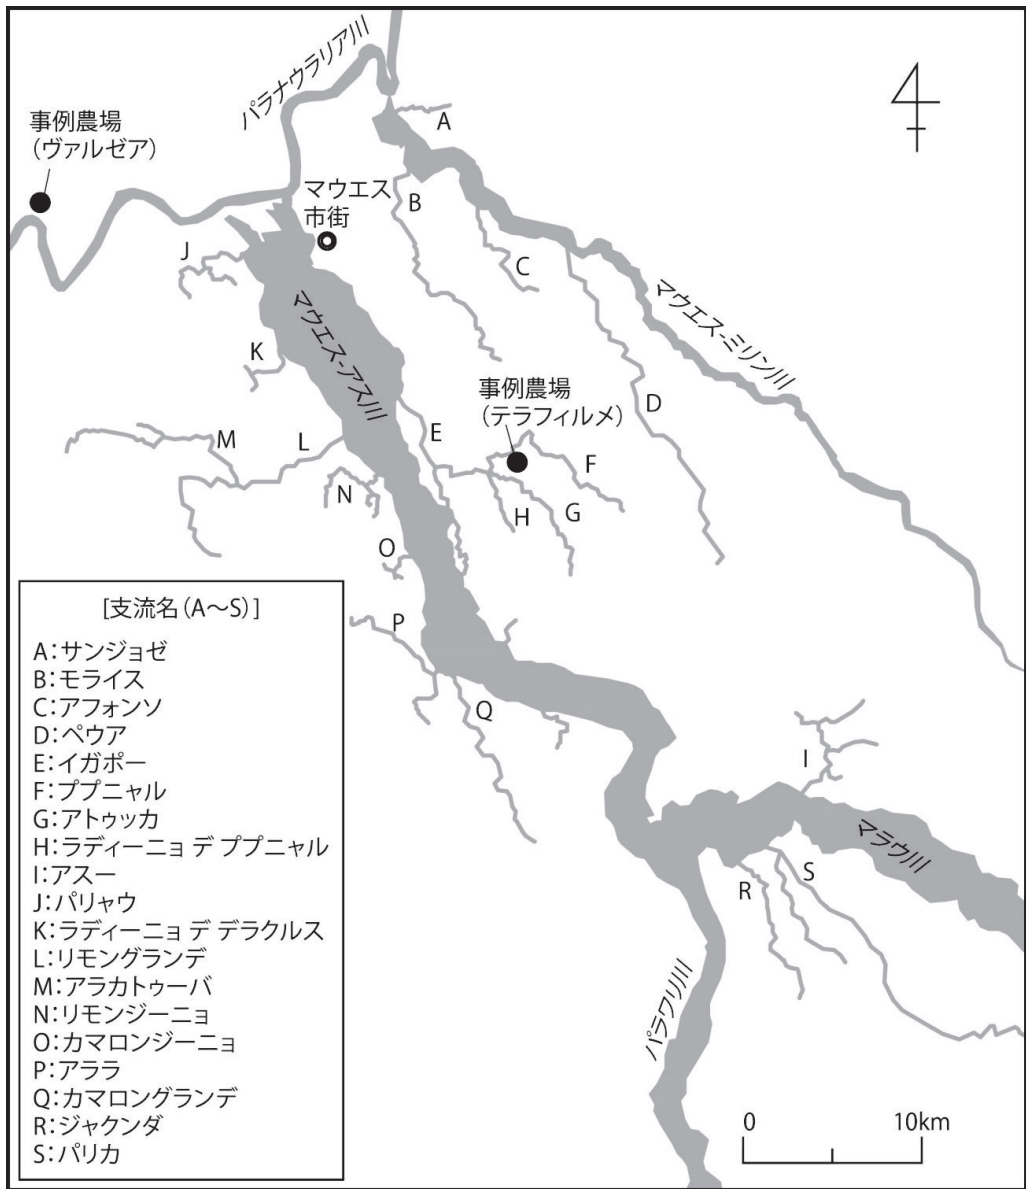 パラナウラリア川
事例農場
(ヴァルゼア)
マウエス
市街
A
B
C
J
マウエス-アス川
マウエス-ミリン川
K
事例農場
(テラフィルメ)
D
E
M
L
F
N
H
G
O
P
Q
I
マラウ川
R
S
パラワリ川
[支流名(A~S)]
A:サンジョゼ
B:モライス
C:アフォンソ
D:ペウア
E:イガポー
F:ププニャル
G:アトゥッカ
H:ラディーニョ デ ププニャル
I:アスー
J:パリャウ
K:ラディーニョ デ デラクルス
L:リモングランデ
M:アラカトゥーバ
N:リモンジーニョ
O:カマロンジーニョ
P:アララ
Q:カマロングランデ
R:ジャクンダ
S:パリカ
0 10km